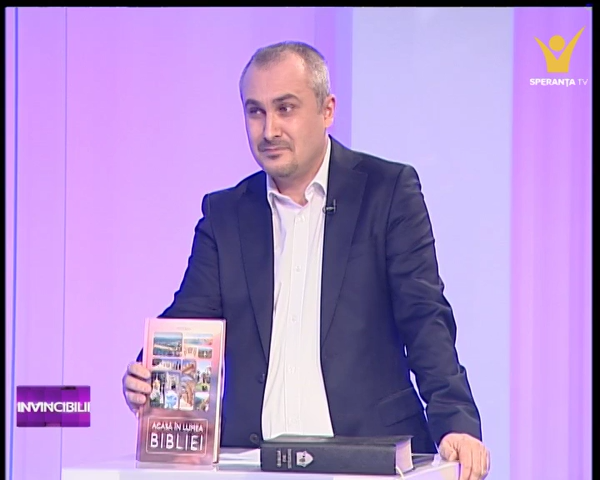 SPERANȚA TV
ACASĂ ÎN LUMEA
BIBLIEI
INVINCIBILII